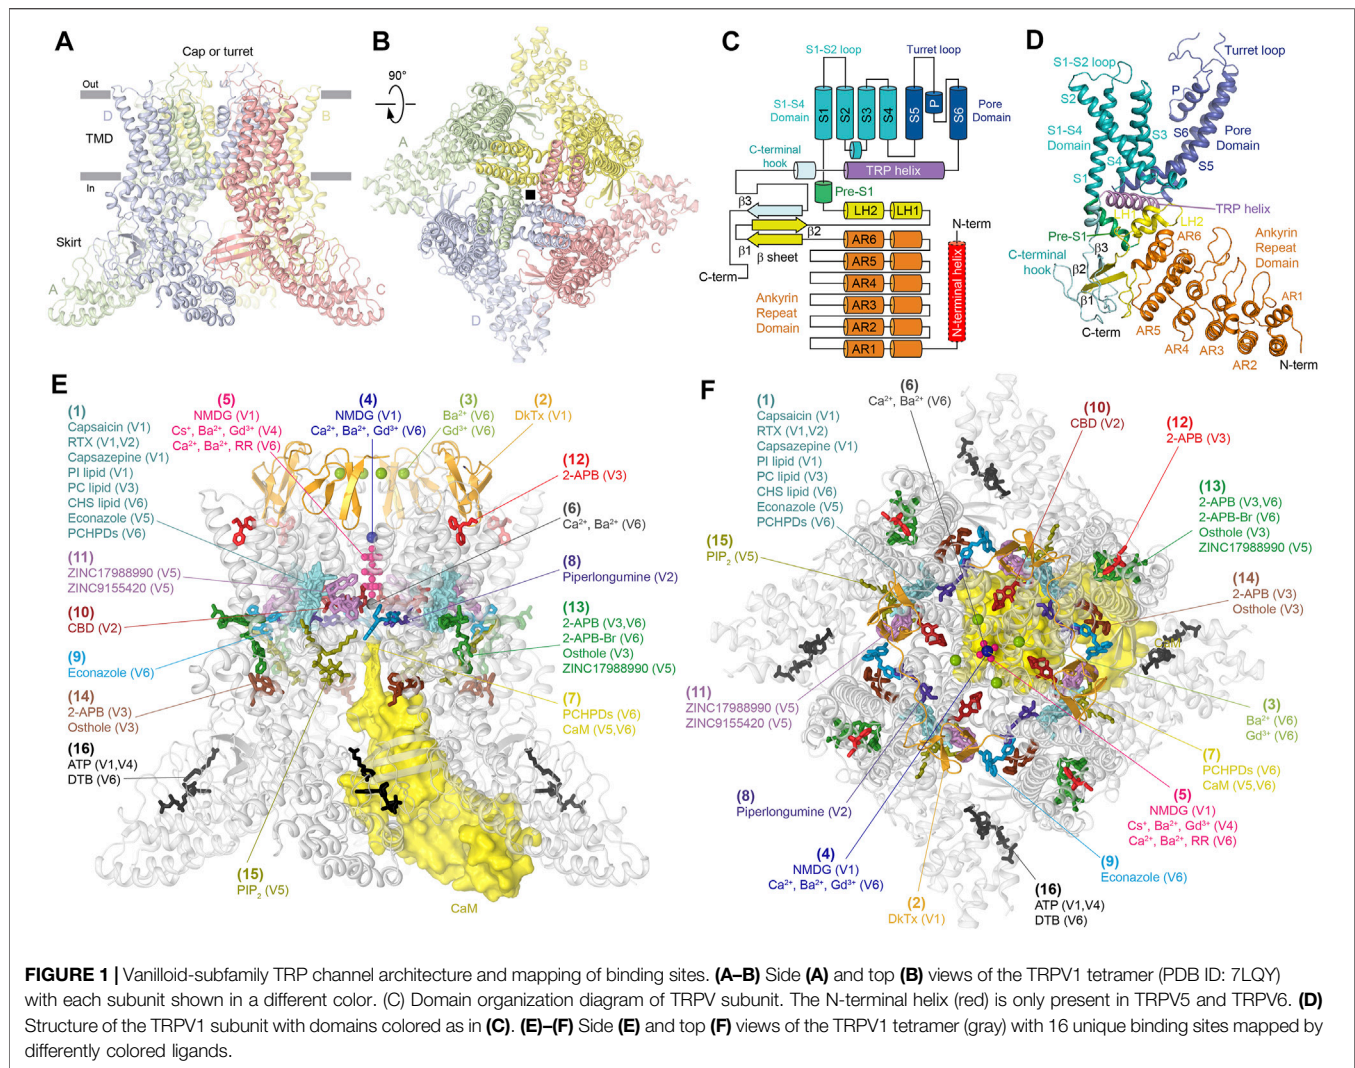 A
Cap or turret
Out
D
B
TMD
In
Skirt
A
C
B
90°
B
A
C
D
C
S1-S2 loop
Turret loop
S1-S4
Domain
S1
S2
S3
S4
S5
P
S6
Pore
Domain
C-terminal
hook
TRP helix
Pre-S1
β3
LH2
LH1
β2
N-term
β1
β sheet
AR6
C-term
AR5
AR4
Ankyrin
Repeat
Domain
AR3
AR2
AR1
N-terminal helix
D
Turret loop
S1-S2 loop
S2
P
S1-S4
Domain
S3
S6
Pore
Domain
S4
S5
S1
TRP helix
LH1
LH2
Pre-S1
AR6
Ankyrin
Repeat
Domain
C-terminal
hook
β3
β2
β1
AR1
C-term
AR5
AR4
AR3
AR2
N-term
E
(1)
Capsaicin (V1)
RTX (V1,V2)
Capsazepine (V1)
PI lipid (V1)
PC lipid (V3)
CHS lipid (V6)
Econazole (V5)
PCHPDs (V6)
(5)
NMDG (V1)
Cs⁺, Ba²⁺, Gd³⁺ (V4)
Ca²⁺, Ba²⁺, RR (V6)
(4)
NMDG (V1)
Ca²⁺, Ba²⁺, Gd³⁺ (V6)
(3)
Ba²⁺ (V6)
Gd³⁺ (V6)
(2)
DkTx (V1)
(12)
2-APB (V3)
(6)
Ca²⁺, Ba²⁺ (V6)
(11)
ZINC17988990 (V5)
ZINC9155420 (V5)
(8)
Piperlongumine (V2)
(10)
CBD (V2)
(13)
2-APB (V3,V6)
2-APB-Br (V6)
Osthole (V3)
ZINC17988990 (V5)
(9)
Econazole (V6)
(14)
2-APB (V3)
Osthole (V3)
(7)
PCHPDs (V6)
CaM (V5,V6)
(16)
ATP (V1,V4)
DTB (V6)
(15)
PIP₂ (V5)
CaM
F
(6)
Ca²⁺, Ba²⁺ (V6)
(1)
Capsaicin (V1)
RTX (V1,V2)
Capsazepine (V1)
PI lipid (V1)
PC lipid (V3)
CHS lipid (V6)
Econazole (V5)
PCHPDs (V6)
(10)
CBD (V2)
(12)
2-APB (V3)
(13)
2-APB (V3,V6)
2-APB-Br (V6)
Osthole (V3)
ZINC17988990 (V5)
(15)
PIP₂ (V5)
(14)
2-APB (V3)
Osthole (V3)
CaM
(11)
ZINC17988990 (V5)
ZINC9155420 (V5)
(3)
Ba²⁺ (V6)
Gd³⁺ (V6)
(7)
PCHPDs (V6)
CaM (V5,V6)
(8)
Piperlongumine (V2)
(5)
NMDG (V1)
Cs⁺, Ba²⁺, Gd³⁺ (V4)
Ca²⁺, Ba²⁺, RR (V6)
(4)
NMDG (V1)
Ca²⁺, Ba²⁺, Gd³⁺ (V6)
(9)
Econazole (V6)
(2)
DkTx (V1)
(16)
ATP (V1,V4)
DTB (V6)
FIGURE 1 | Vanilloid-subfamily TRP channel architecture and mapping of binding sites. (A–B) Side (A) and top (B) views of the TRPV1 tetramer (PDB ID: 7LQY)
with each subunit shown in a different color. (C) Domain organization diagram of TRPV subunit. The N-terminal helix (red) is only present in TRPV5 and TRPV6. (D)
Structure of the TRPV1 subunit with domains colored as in (C). (E)–(F) Side (E) and top (F) views of the TRPV1 tetramer (gray) with 16 unique binding sites mapped by
differently colored ligands.